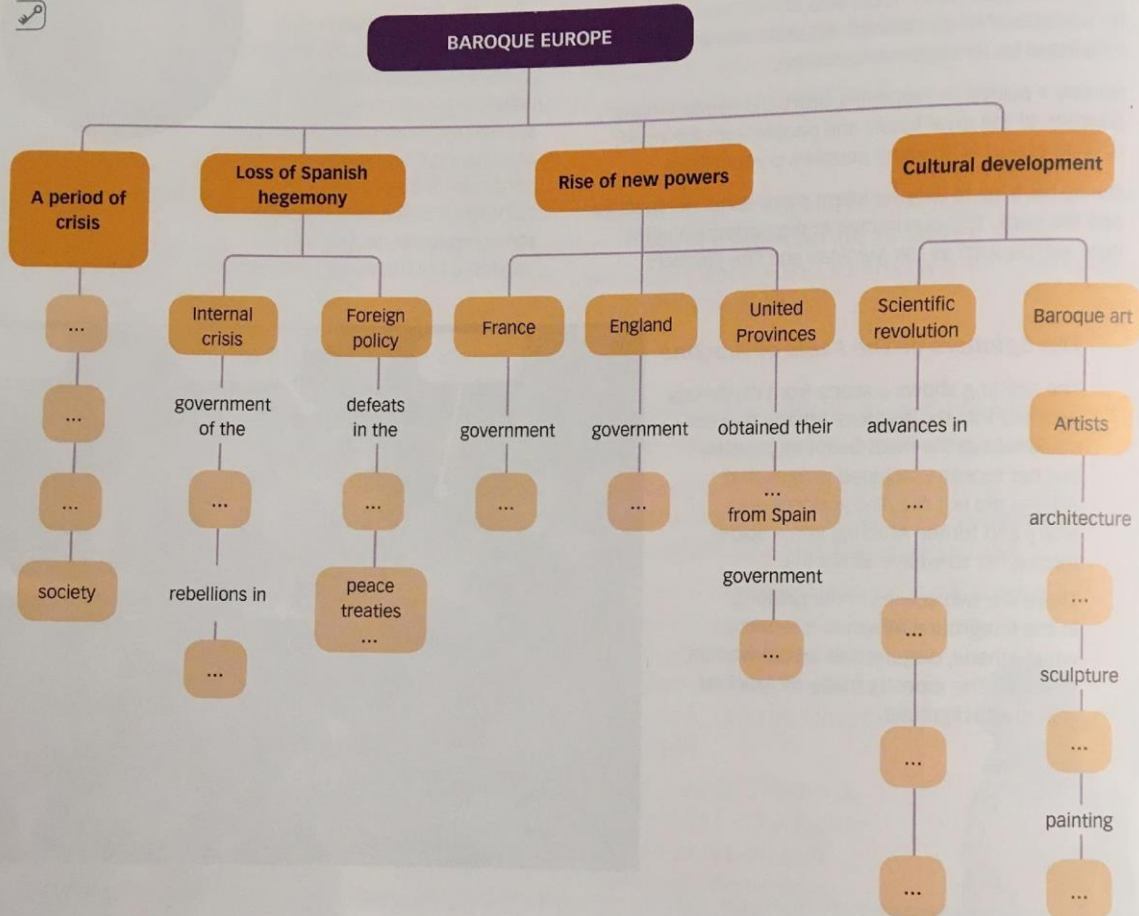 BAROQUE EUROPE
A period of
crisis
...
...
...
society
Loss of Spanish
hegemony
Internal
crisis
government
of the
...
rebellions in
...
Foreign
policy
defeats
in the
...
peace
treaties
...
Rise of new powers
France
government
...
England
government
...
United
Provinces
obtained their
...
from Spain
government
...
Cultural development
Scientific
revolution
advances in
...
...
...
...
Baroque art
Artists
architecture
...
sculpture
...
painting
...